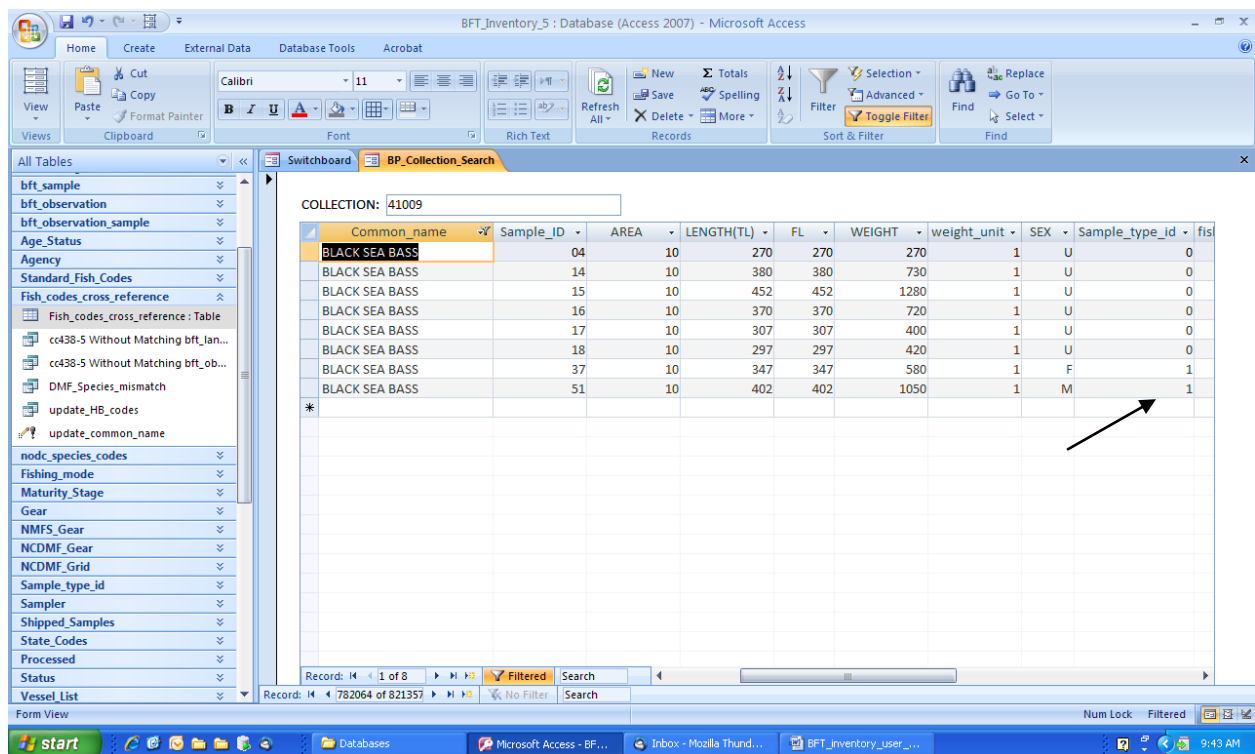 BFT_Inventory_5 : Database (Access 2007) - Microsoft Access
Home Create External Data Database Tools Acrobat
View
Views
Paste
Cut
Copy
Format Painter
Clipboard
Calibri 11
B I U A
Font
ab
Rich Text
Refresh All
New
Save
Delete
Σ Totals
Spelling
More
Records
Filter
Selection
Advanced
Toggle Filter
Sort & Filter
Find
Replace
Go To
Select
Find
All Tables
bft_sample
bft_observation
bft_observation_sample
Age_Status
Agency
Standard_Fish_Codes
Fish_codes_cross_reference
Fish_codes_cross_reference : Table
cc438-5 Without Matching bft_lan...
cc438-5 Without Matching bft_ob...
DMF_Species_mismatch
update_HB_codes
update_common_name
nodc_species_codes
Fishing_mode
Maturity_Stage
Gear
NMFS_Gear
NCDMF_Gear
NCDMF_Grid
Sample_type_id
Sampler
Shipped_Samples
State_Codes
Processed
Status
Vessel_List
Switchboard BP_Collection_Search
COLLECTION: 41009
Common_name Sample_ID AREA LENGTH(TL) FL WEIGHT weight_unit SEX Sample_type_id fis
BLACK SEA BASS 04 10 270 270 270 1 U 0
BLACK SEA BASS 14 10 380 380 730 1 U 0
BLACK SEA BASS 15 10 452 452 1280 1 U 0
BLACK SEA BASS 16 10 370 370 720 1 U 0
BLACK SEA BASS 17 10 307 307 400 1 U 0
BLACK SEA BASS 18 10 297 297 420 1 U 0
BLACK SEA BASS 37 10 347 347 580 1 F 1
BLACK SEA BASS 51 10 402 402 1050 1 M 1
Record: 1 of 8 Filtered Search
Record: 782064 of 821357 No Filter Search
Form View Num Lock Filtered
start Databases Microsoft Access - BF... Inbox - Mozilla Thund... BFT_inventory_user_... 9:43 AM